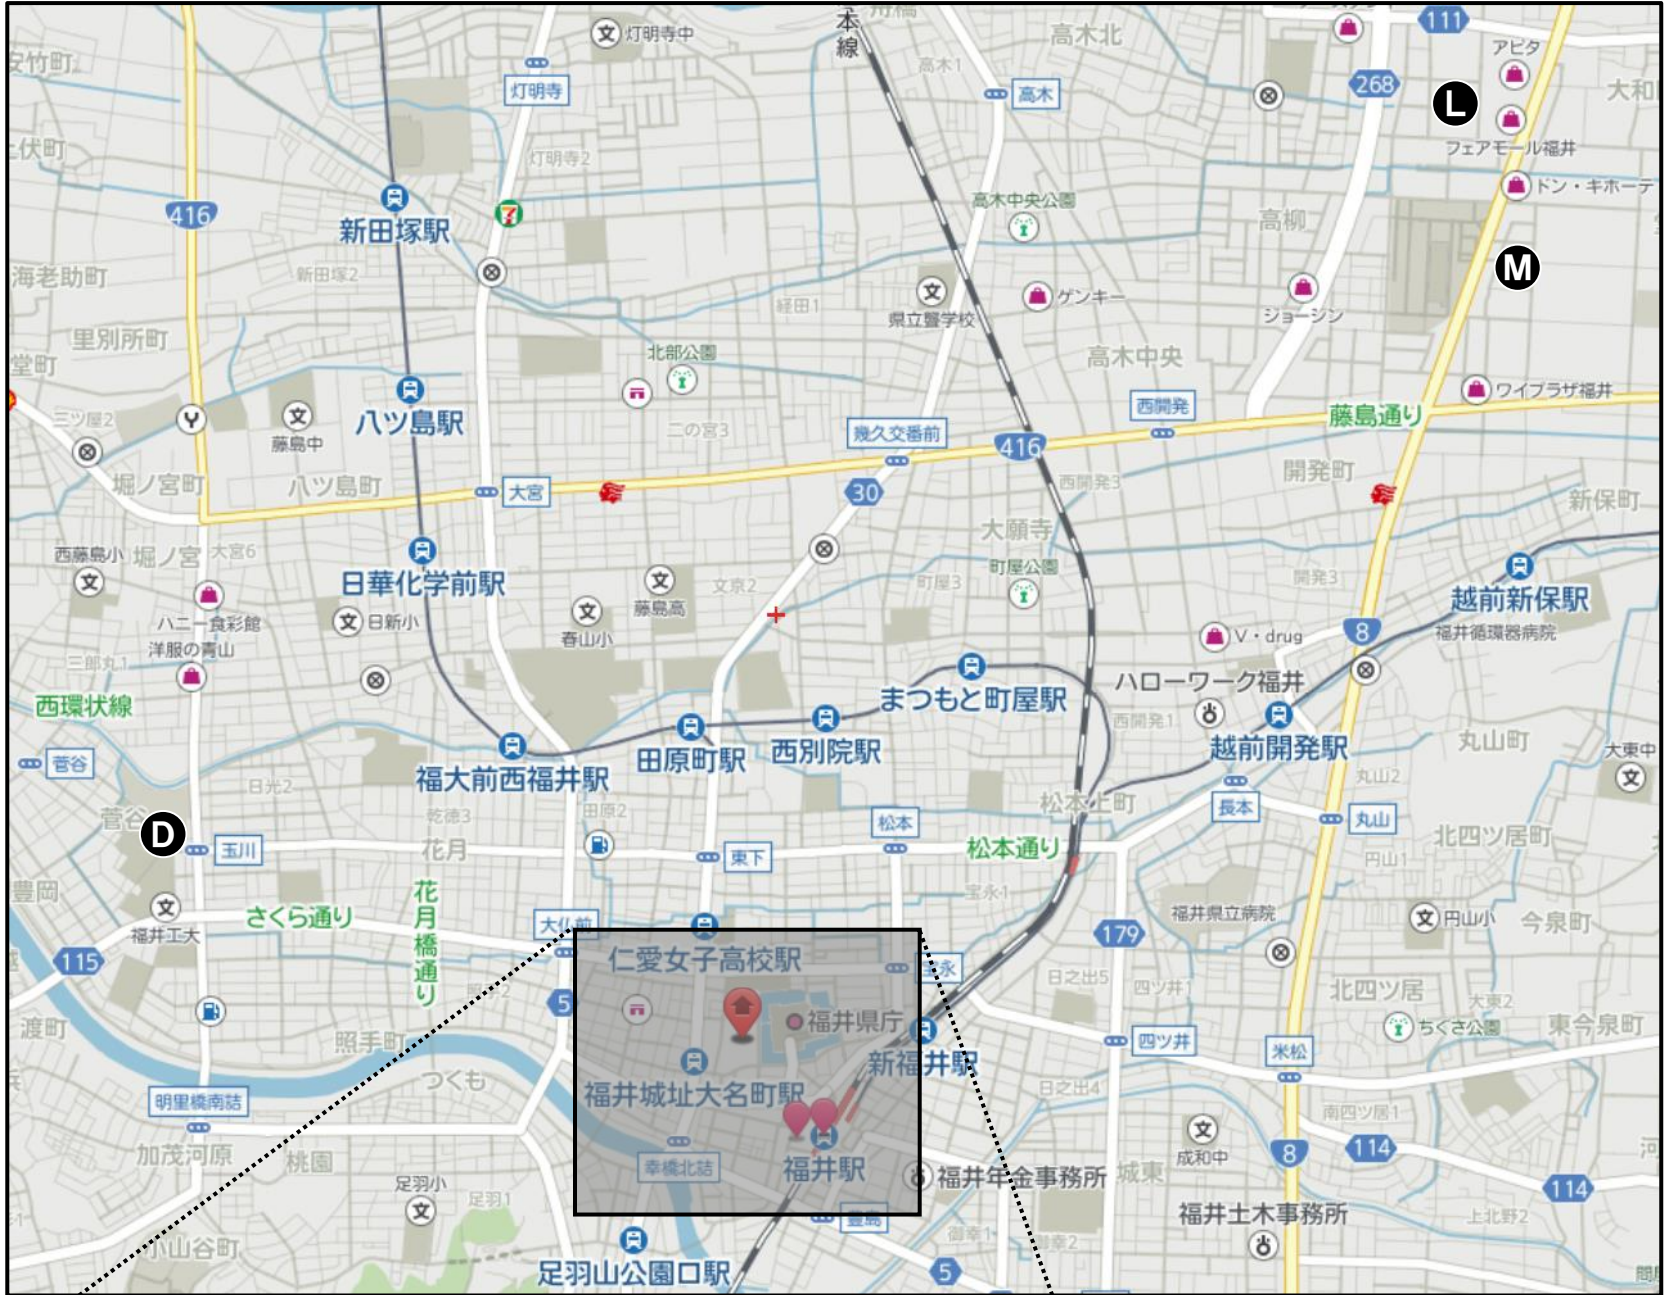 本線
灯明寺中
高木北
111
アピタ
安竹町
高木1
灯明寺
高木
268
L
大和
フェアモール福井
灯明寺2
ドン・キホーテ
416
新田塚駅
7
高木中央公園
高柳
海老助町
新田塚2
経田1
県立聾学校
ゲンキー
ジョーシン
M
里別所町
堂町
北部公園
高木中央
八ツ島駅
ワイプラザ福井
三ツ屋2
藤島中
二の宮3
幾久交番前
西開発
藤島通り
416
堀ノ宮町
八ツ島町
大宮
30
西開発3
開発町
新保町
西藤島小
堀ノ宮
大宮6
大願寺
日華化学前駅
文京2
町屋3
町屋公園
開発3
越前新保駅
ハニー食彩館
日新小
春山小
藤島高
V・drug
8
福井循環器病院
洋服の青山
三郎丸1
西環状線
まつもと町屋駅
ハローワーク福井
西開発1
菅谷
福大前西福井駅
田原町駅
西別院駅
越前開発駅
丸山町
大東中
日光2
丸山2
菅谷
D
玉川
乾徳3
花月
田原2
東下
松本
松本通り
松本上町
長本
丸山
北四ツ居町
円山1
豊岡
花月橋通り
宝永1
福井工大
さくら通り
大仏前
福井県立病院
円山小
今泉町
115
179
仁愛女子高校駅
日之出5
四ツ井1
北四ツ居
大東2
5
福井県庁
渡町
照手町
新福井駅
四ツ井
米松
ちくさ公園
東今泉町
つくも
福井城址大名町駅
日之出4
明里橋南詰
南四ツ居1
加茂河原
桃園
幸橋北詰
福井駅
福井年金事務所
城東
成和中
8
114
114
足羽小
足羽1
豊島
御幸1
福井土木事務所
上北野2
小山谷町
足羽山公園口駅
5